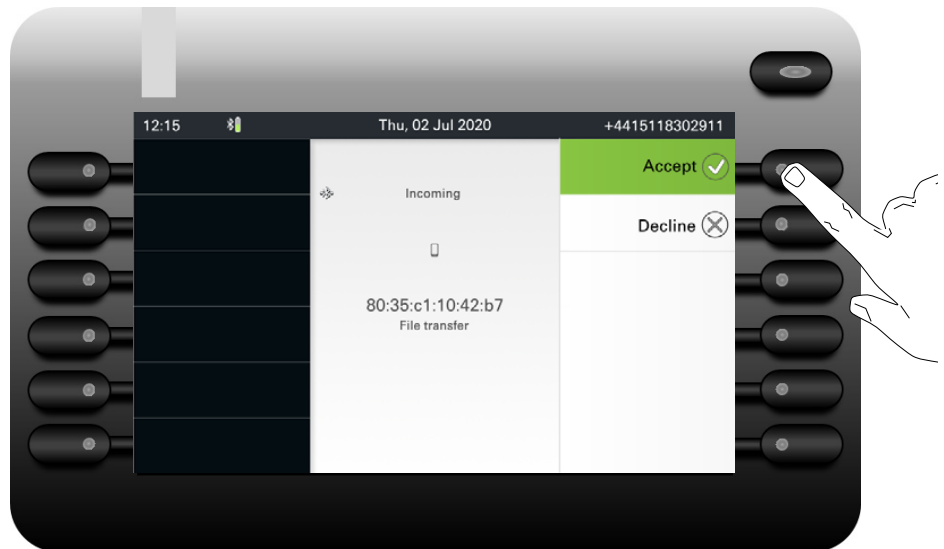 12:15 Thu, 02 Jul 2020 +4415118302911
Accept
Incoming
Decline
80:35:c1:10:42:b7
File transfer